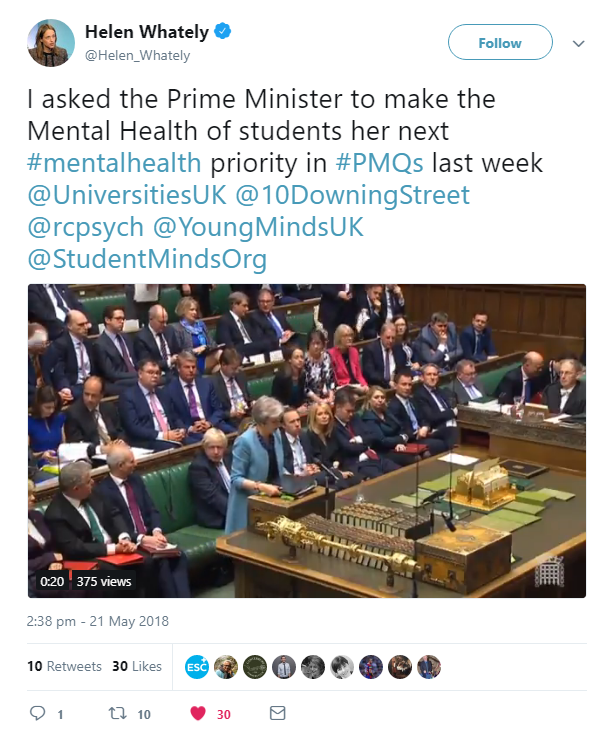 Helen Whately
@Helen_Whately
Follow
I asked the Prime Minister to make the
Mental Health of students her next
#mentalhealth priority in #PMQs last week
@UniversitiesUK @10DowningStreet
@rcpsych @YoungMindsUK
@StudentMindsOrg
0:20 375 views
2:38 pm - 21 May 2018
10 Retweets 30 Likes
ESC
1 10 30